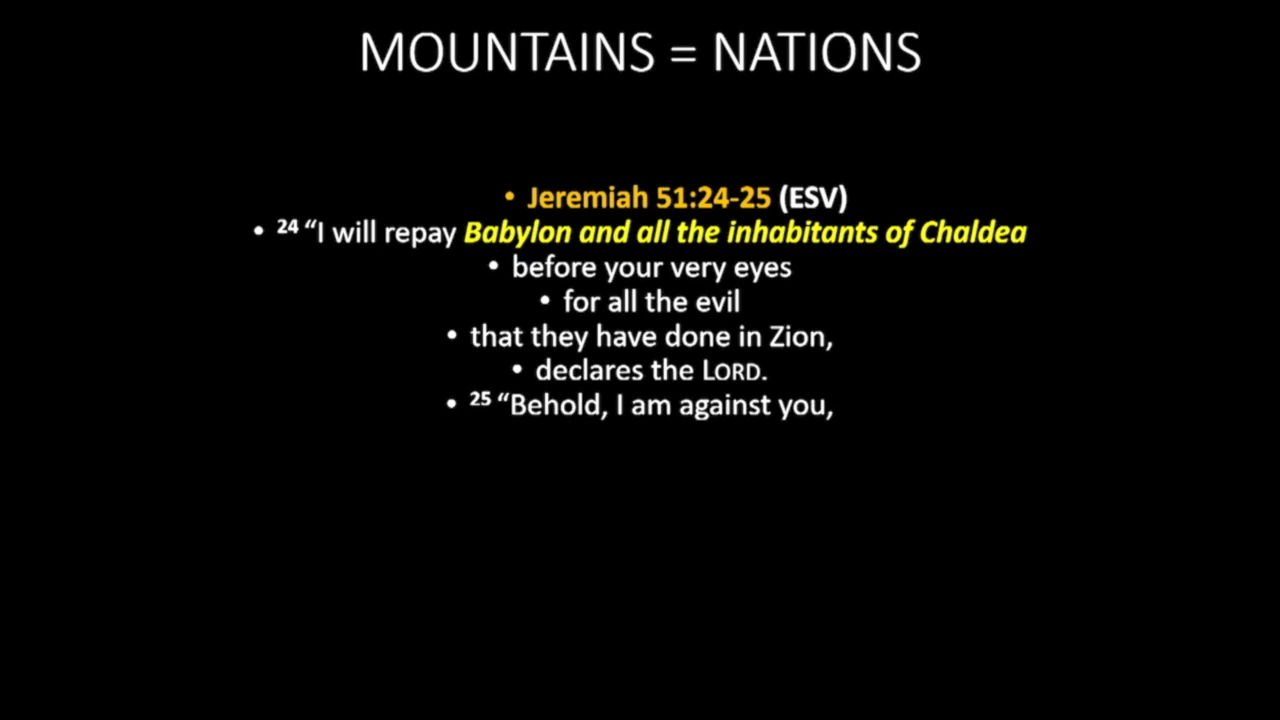 MOUNTAINS = NATIONS
• Jeremiah 51:24-25 (ESV)
• 24 “I will repay Babylon and all the inhabitants of Chaldea
• before your very eyes
• for all the evil
• that they have done in Zion,
• declares the LORD.
• 25 “Behold, I am against you,